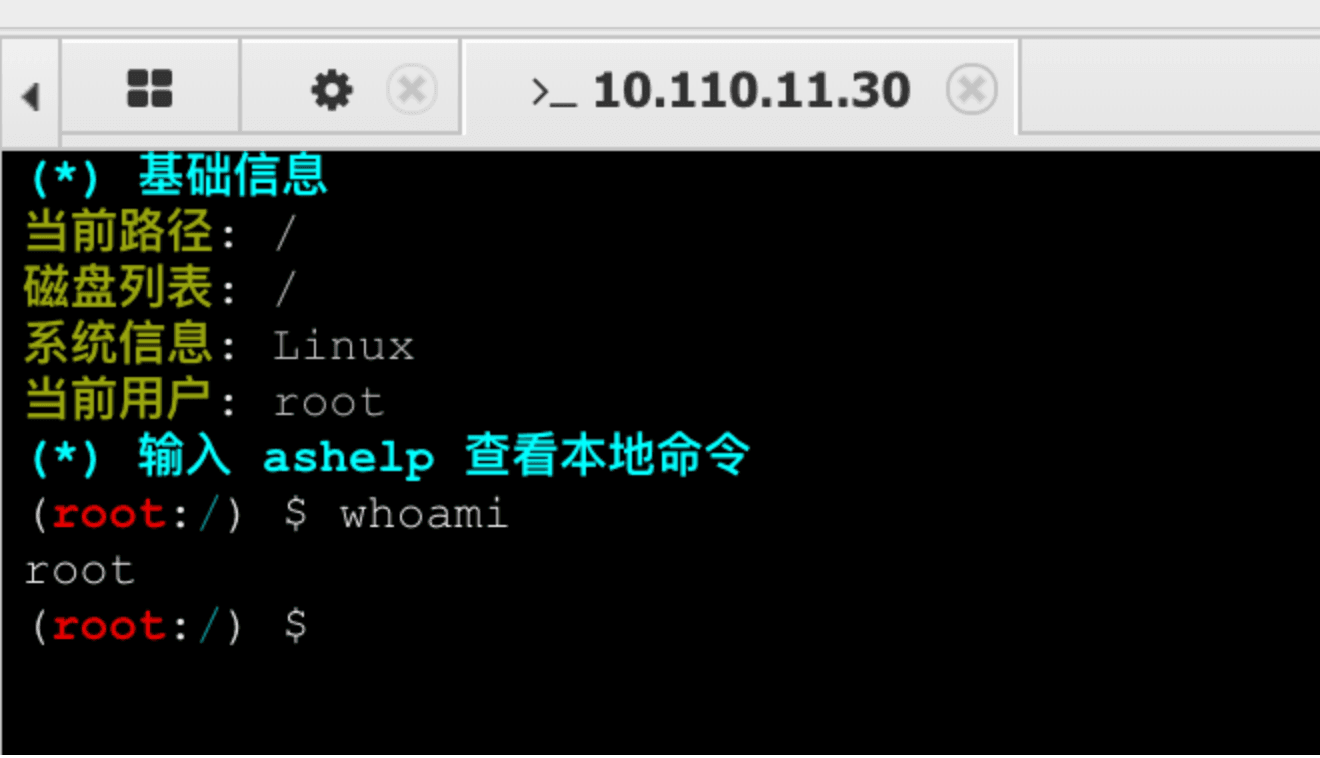 >_ 10.110.11.30
(*) 基础信息
当前路径: /
磁盘列表: /
系统信息: Linux
当前用户: root
(*) 输入 ashelp 查看本地命令
(root:/) $ whoami
root
(root:/) $